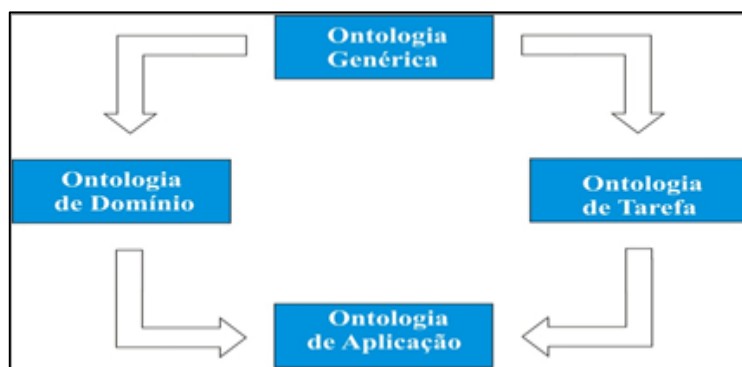 Ontologia
Genérica
Ontologia
de Domínio
Ontologia
de Tarefa
Ontologia
de Aplicação